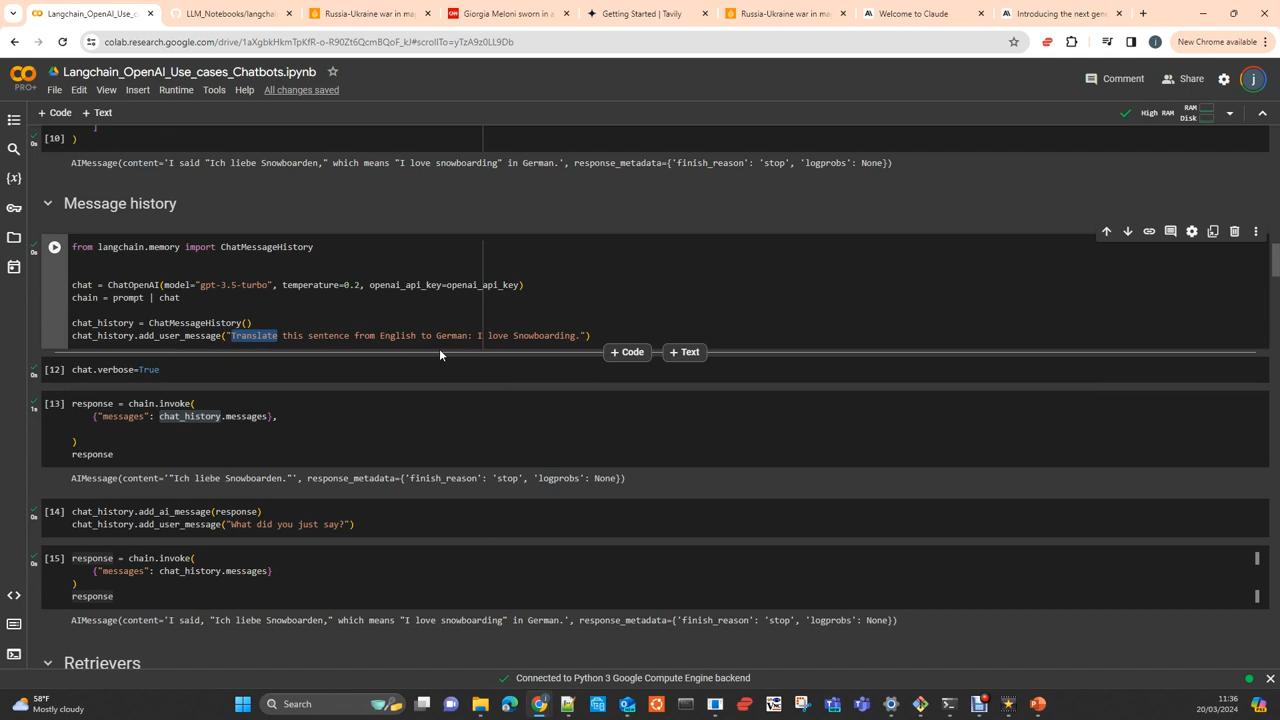 Langchain_OpenAI_Use_cases_Ch
LLM_Notebooks/langchai
Russia-Ukraine war in ma
Giorgia Meloni sworn in a
Getting Started | Tavily
Russia-Ukraine war in ma
Welcome to Claude
Introducing the next gene
colab.research.google.com/drive/1aXgbkHkmTpKfR-o-R90Zt6QcmBQoF_kJ#scrollTo=yTzA9z0LL9Db
New Chrome available
PRO+
Langchain_OpenAI_Use_cases_Chatbots.ipynb
Comment
Share
File Edit View Insert Runtime Tools Help All changes saved
+ Code + Text
High RAM
RAM
Disk
]
[10] )
AIMessage(content='I said "Ich liebe Snowboarden," which means "I love snowboarding" in German.', response_metadata={'finish_reason': 'stop', 'logprobs': None})
Message history
from langchain.memory import ChatMessageHistory
chat = ChatOpenAI(model="gpt-3.5-turbo", temperature=0.2, openai_api_key=openai_api_key)
chain = prompt | chat
chat_history = ChatMessageHistory()
chat_history.add_user_message("Translate this sentence from English to German: I love Snowboarding.")
+ Code + Text
[12] chat.verbose=True
[13] response = chain.invoke(
{"messages": chat_history.messages},
)
response
AIMessage(content='"Ich liebe Snowboarden."', response_metadata={'finish_reason': 'stop', 'logprobs': None})
[14] chat_history.add_ai_message(response)
chat_history.add_user_message("What did you just say?")
[15] response = chain.invoke(
{"messages": chat_history.messages}
)
response
AIMessage(content='I said, "Ich liebe Snowboarden," which means "I love snowboarding" in German.', response_metadata={'finish_reason': 'stop', 'logprobs': None})
Retrievers
Connected to Python 3 Google Compute Engine backend
58°F
Mostly cloudy
Search
11:36
20/03/2024